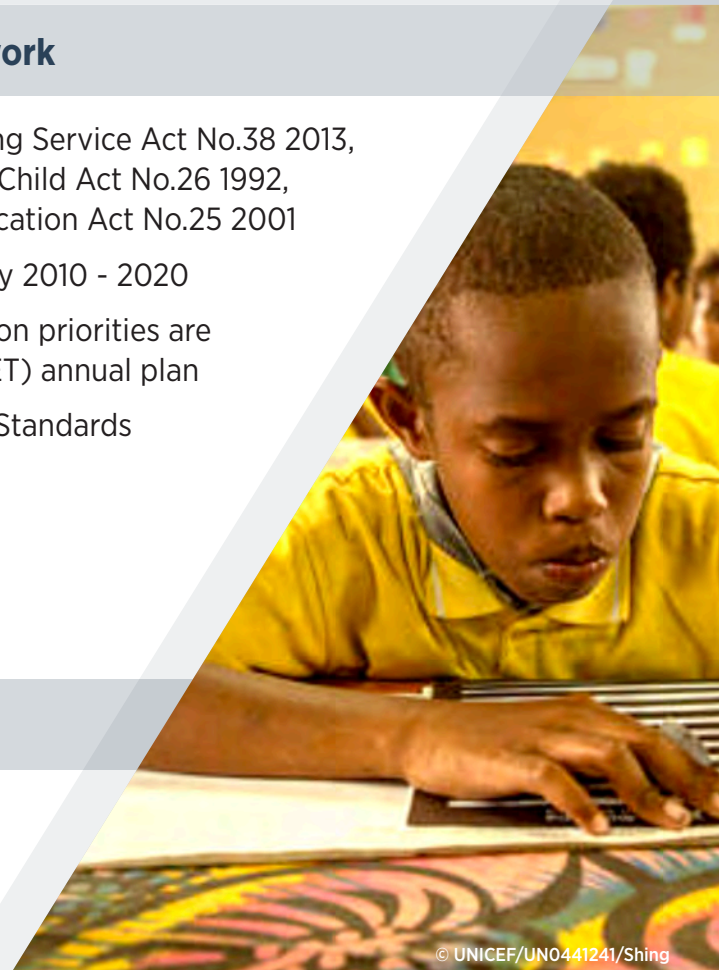 ork
ng Service Act No.38 2013,
Child Act No.26 1992,
cation Act No.25 2001
y 2010 - 2020
on priorities are
ET) annual plan
Standards
© UNICEF/UN0441241/Shing